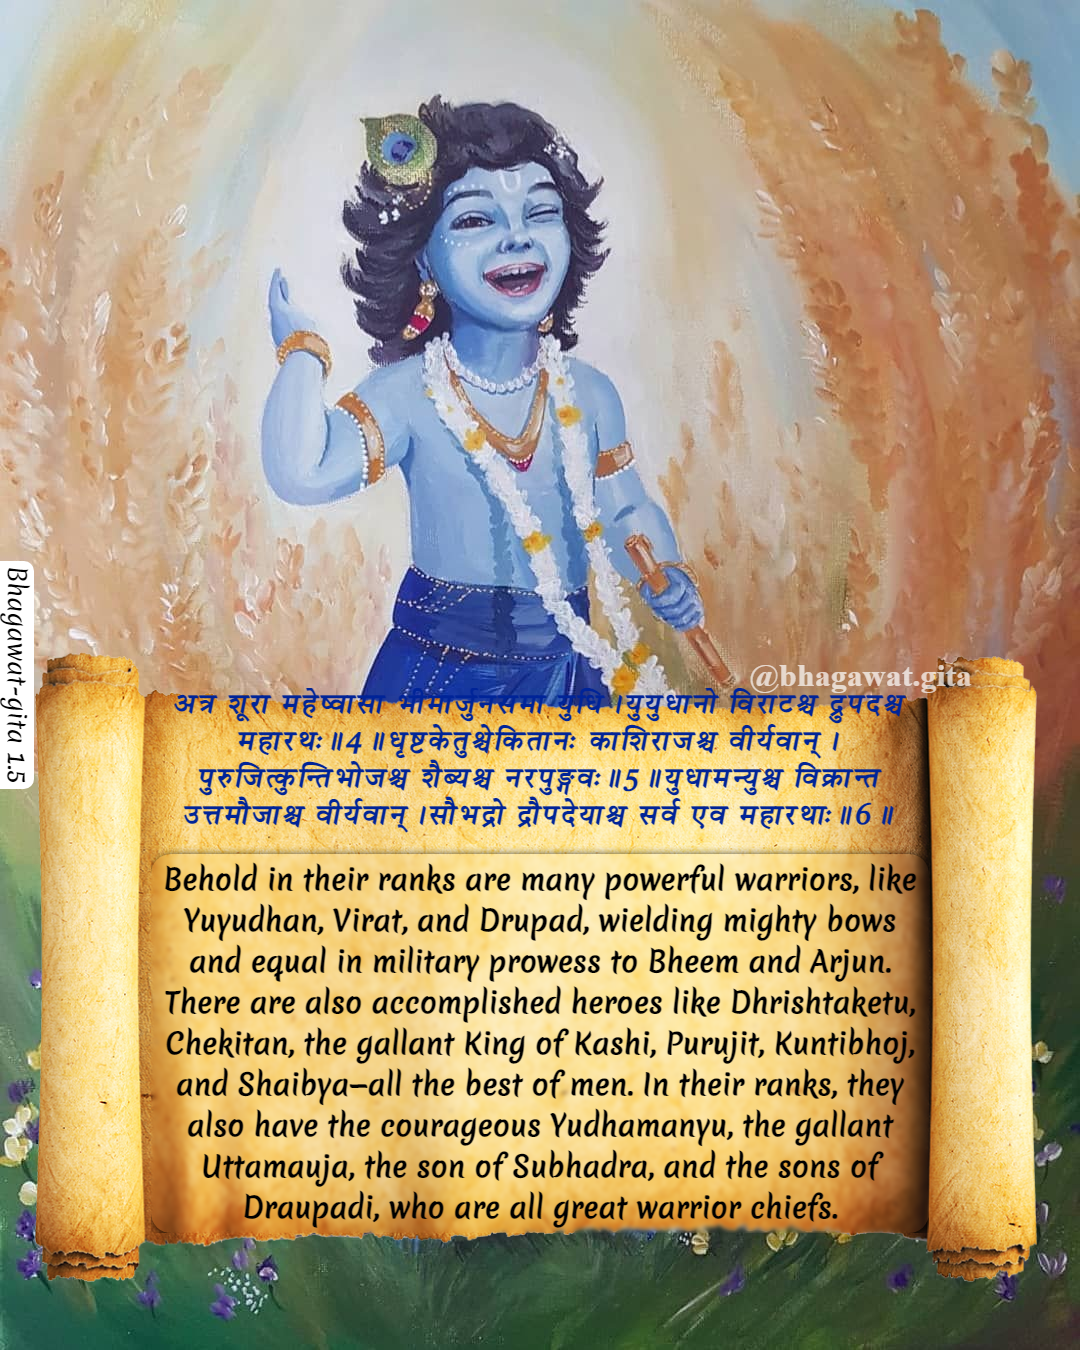 @bhagawat.gita
Bhagawat-gita 1.5
अत्र शूरा महेष्वासा भीमार्जुनसमा युधि ।युयुधानो विराटश्च द्रुपदश्च
महारथः॥4॥धृष्टकेतुश्चेकितानः काशिराजश्च वीर्यवान् ।
पुरुजित्कुन्तिभोजश्च शैब्यश्च नरपुङ्गवः॥5॥युधामन्युश्च विक्रान्त
उत्तमौजाश्च वीर्यवान् ।सौभद्रो द्रौपदेयाश्च सर्व एव महारथाः॥6॥
Behold in their ranks are many powerful warriors, like
Yuyudhan, Virat, and Drupad, wielding mighty bows
and equal in military prowess to Bheem and Arjun.
There are also accomplished heroes like Dhrishtaketu,
Chekitan, the gallant King of Kashi, Purujit, Kuntibhoj,
and Shaibya—all the best of men. In their ranks, they
also have the courageous Yudhamanyu, the gallant
Uttamauja, the son of Subhadra, and the sons of
Draupadi, who are all great warrior chiefs.